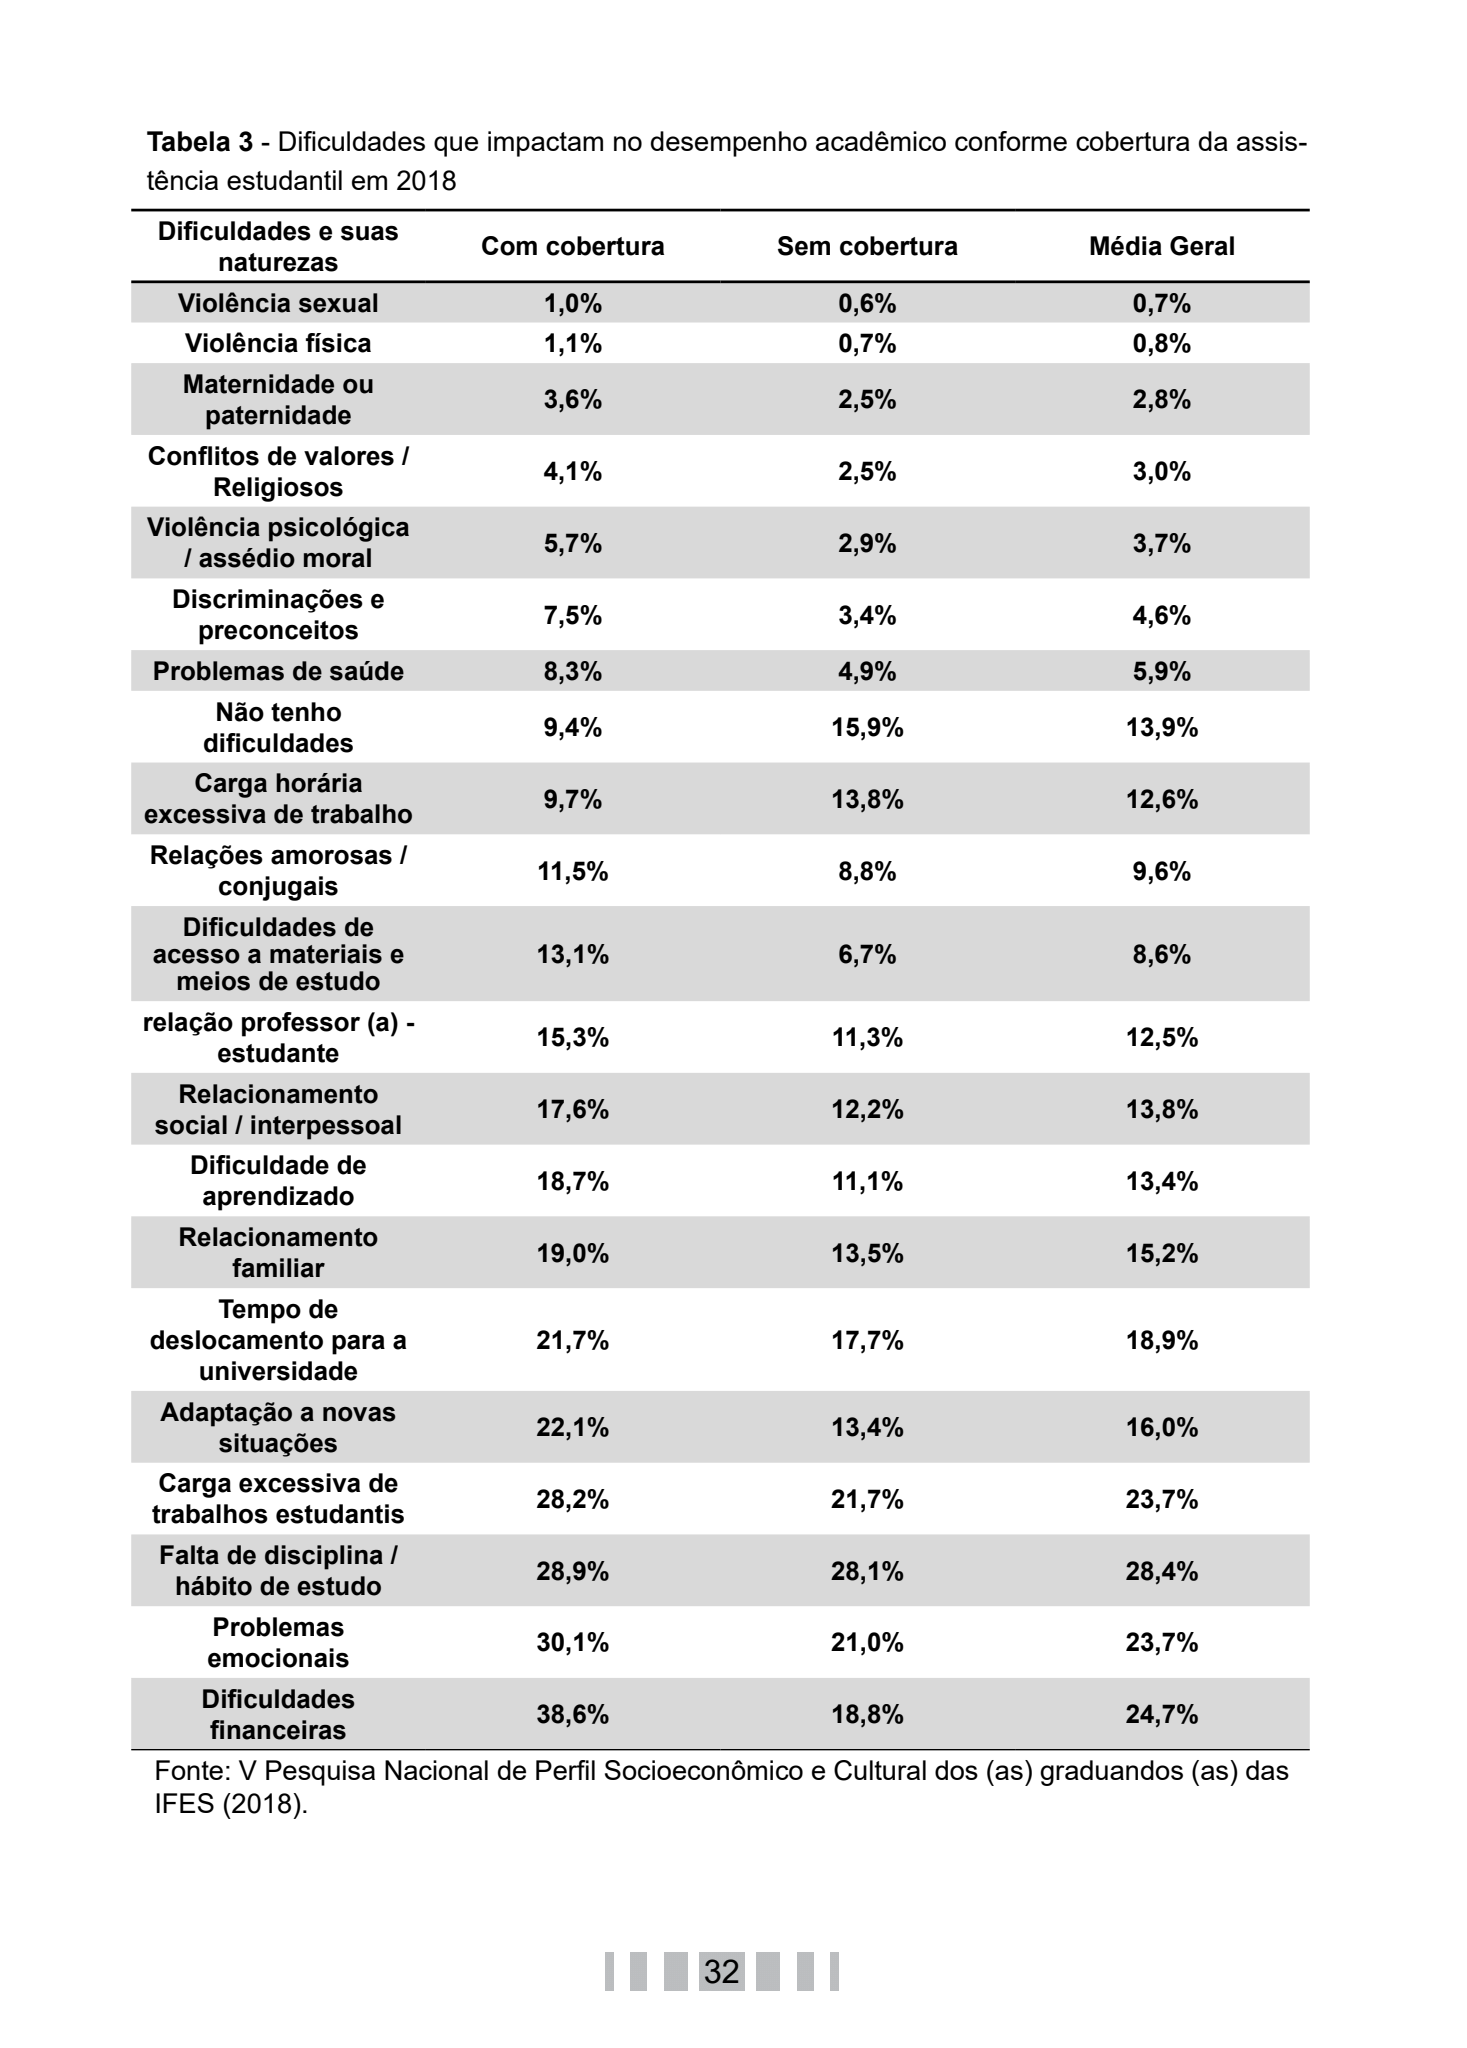 Tabela 3 - Dificuldades que impactam no desempenho acadêmico conforme cobertura da assis-
tência estudantil em 2018
Dificuldades e suas
naturezas
Com cobertura
Sem cobertura
Média Geral
Violência sexual 1,0% 0,6% 0,7%
Violência física 1,1% 0,7% 0,8%
Maternidade ou
paternidade
3,6% 2,5% 2,8%
Conflitos de valores /
Religiosos
4,1% 2,5% 3,0%
Violência psicológica
/ assédio moral
5,7% 2,9% 3,7%
Discriminações e
preconceitos
7,5% 3,4% 4,6%
Problemas de saúde 8,3% 4,9% 5,9%
Não tenho
dificuldades
9,4% 15,9% 13,9%
Carga horária
excessiva de trabalho
9,7% 13,8% 12,6%
Relações amorosas /
conjugais
11,5% 8,8% 9,6%
Dificuldades de
acesso a materiais e
meios de estudo
13,1% 6,7% 8,6%
relação professor (a) -
estudante
15,3% 11,3% 12,5%
Relacionamento
social / interpessoal
17,6% 12,2% 13,8%
Dificuldade de
aprendizado
18,7% 11,1% 13,4%
Relacionamento
familiar
19,0% 13,5% 15,2%
Tempo de
deslocamento para a
universidade
21,7% 17,7% 18,9%
Adaptação a novas
situações
22,1% 13,4% 16,0%
Carga excessiva de
trabalhos estudantis
28,2% 21,7% 23,7%
Falta de disciplina /
hábito de estudo
28,9% 28,1% 28,4%
Problemas
emocionais
30,1% 21,0% 23,7%
Dificuldades
financeiras
38,6% 18,8% 24,7%
Fonte: V Pesquisa Nacional de Perfil Socioeconômico e Cultural dos (as) graduandos (as) das
IFES (2018).
32